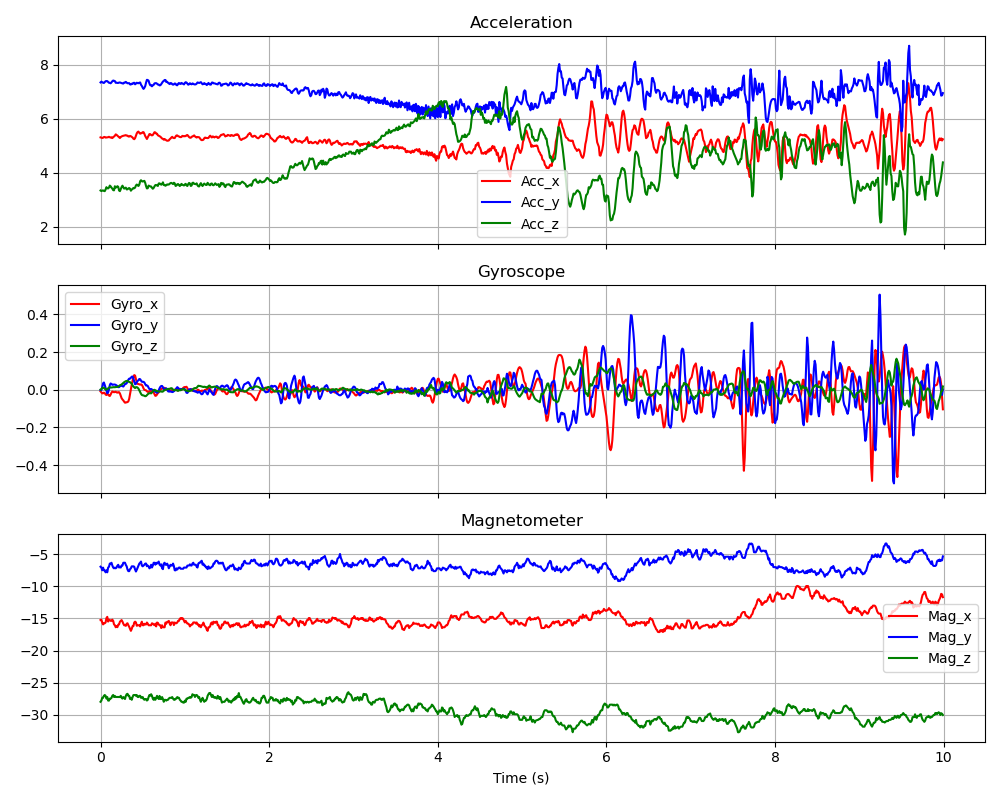 Acceleration
8
6
4
2
Acc_x
Acc_y
Acc_z
Gyroscope
0.4
0.2
0.0
−0.2
−0.4
Gyro_x
Gyro_y
Gyro_z
Magnetometer
−5
−10
−15
−20
−25
−30
Mag_x
Mag_y
Mag_z
0 2 4 6 8 10
Time (s)